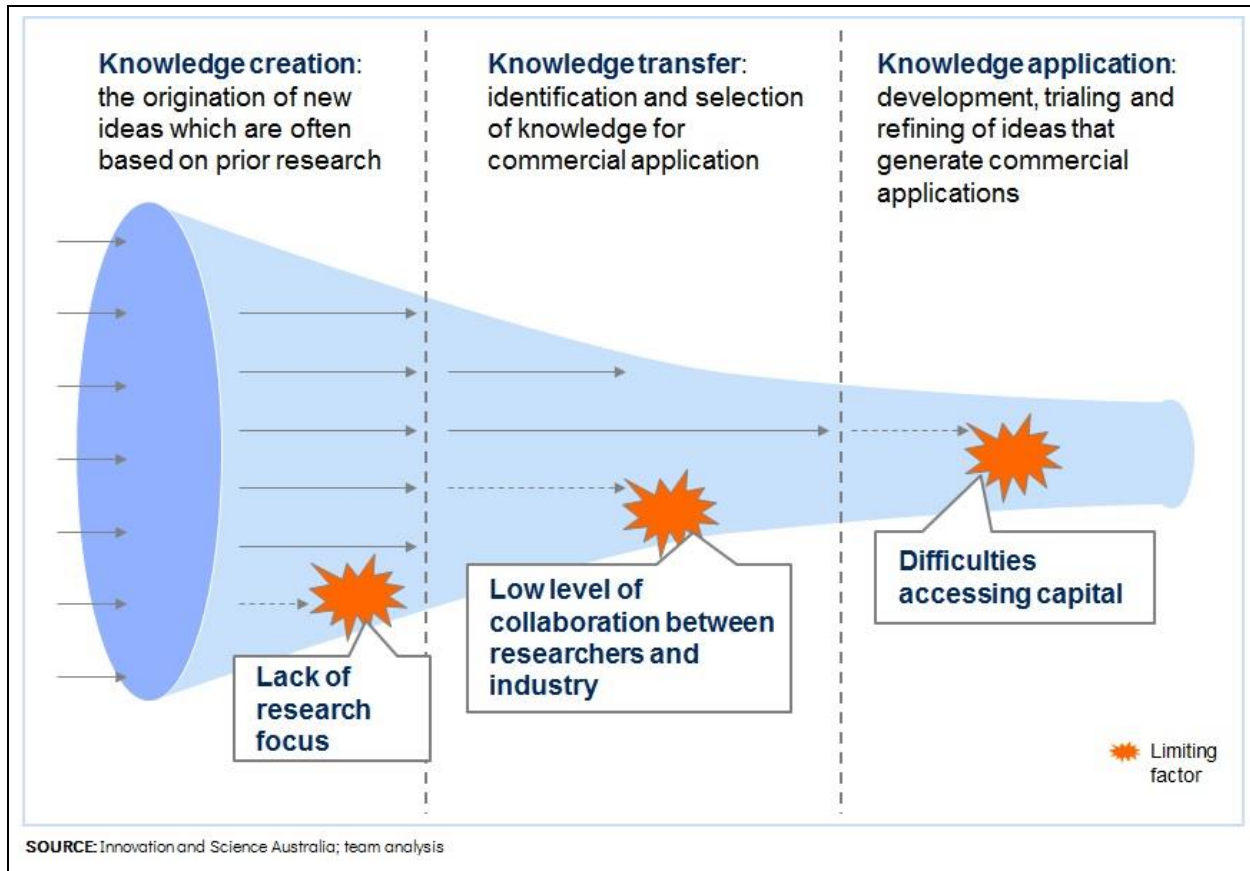 Knowledge creation:
the origination of new
ideas which are often
based on prior research
Knowledge transfer:
identification and selection
of knowledge for
commercial application
Knowledge application:
development, trialing and
refining of ideas that
generate commercial
applications
Lack of
research
focus
Low level of
collaboration between
researchers and
industry
Difficulties
accessing capital
Limiting
factor
SOURCE: Innovation and Science Australia; team analysis